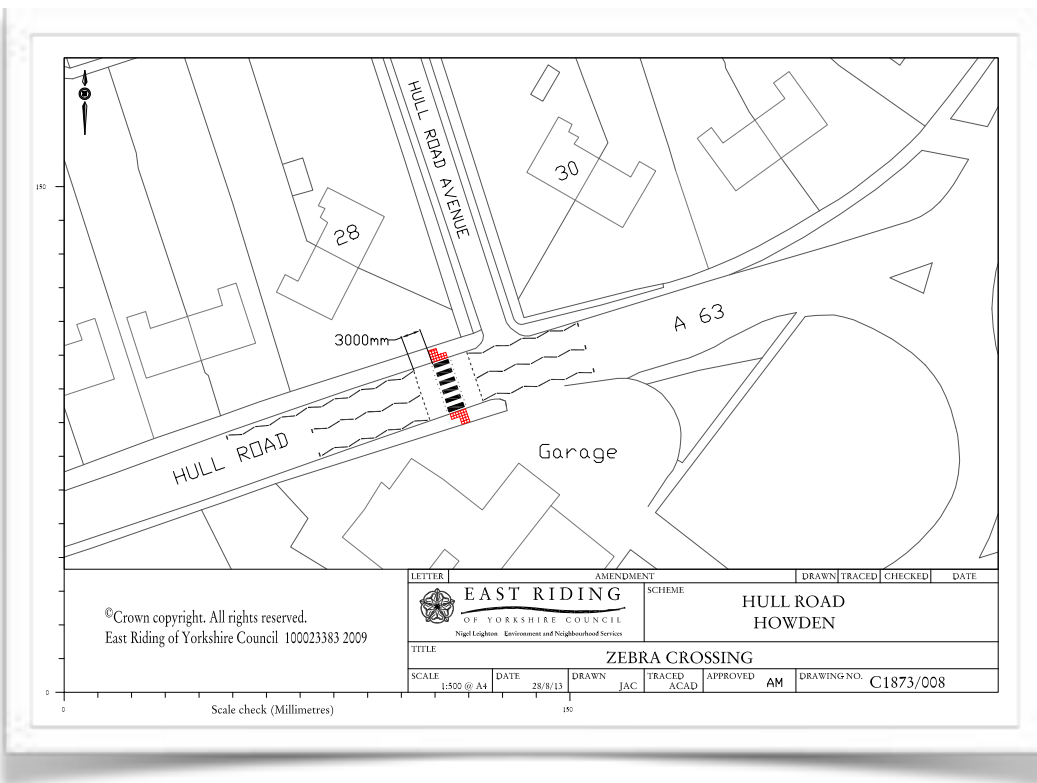 HULL ROAD AVENUE
150
30
28
A 63
3000mm
HULL ROAD
Garage
©Crown copyright. All rights reserved.
East Riding of Yorkshire Council 100023383 2009
LETTER AMENDMENT DRAWN TRACED CHECKED DATE
EAST RIDING
OF YORKSHIRE COUNCIL
Nigel Leighton Environment and Neighbourhood Services
SCHEME
HULL ROAD
HOWDEN
TITLE
ZEBRA CROSSING
SCALE
1:500 @ A4
DATE
28/8/13
DRAWN
JAC
TRACED
ACAD
APPROVED
AM
DRAWING NO.
C1873/008
0
0
150
Scale check (Millimetres)